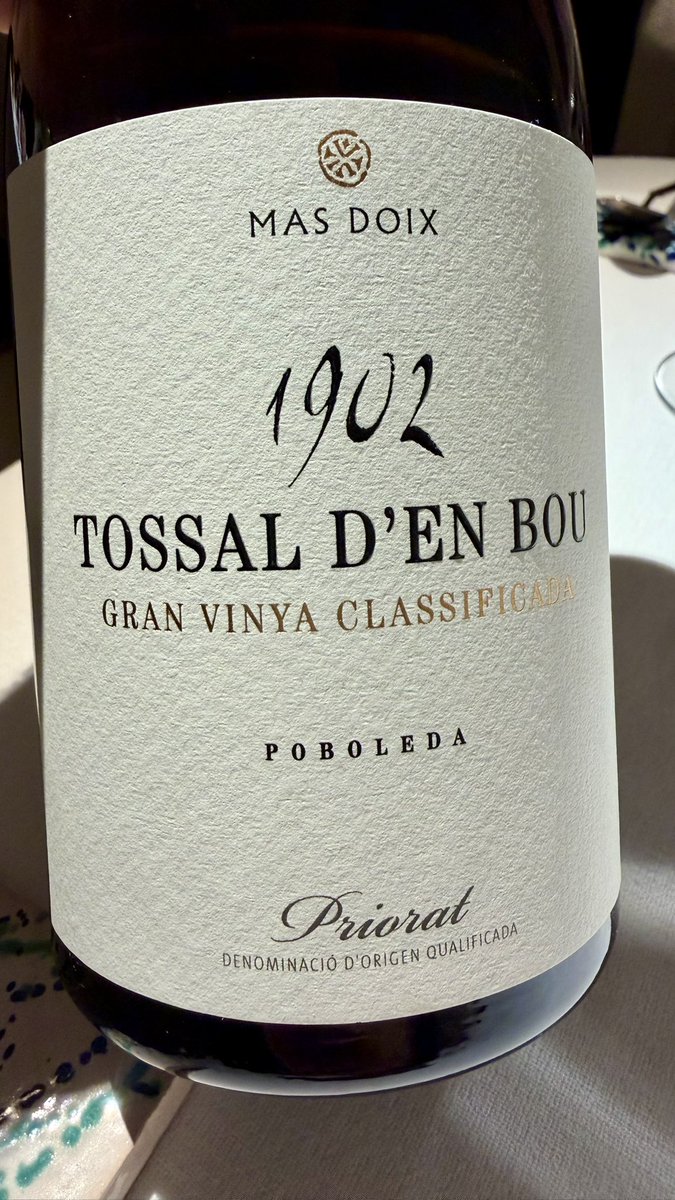 MAS DOIX
1902
TOSSAL D'EN BOU
GRAN VINYA CLASSIFICADA
POBOLEDA
Priorat
DENOMINACIÓ D'ORIGEN QUALIFICADA